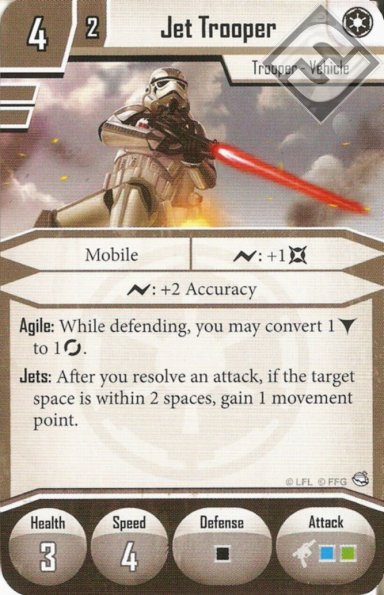 4 2 Jet Trooper
Trooper - Vehicle
Mobile
: +1
: +2 Accuracy
Agile: While defending, you may convert 1
to 1 .
Jets: After you resolve an attack, if the target
space is within 2 spaces, gain 1 movement
point.
© LFL © FFG
Health Speed Defense Attack
3 4